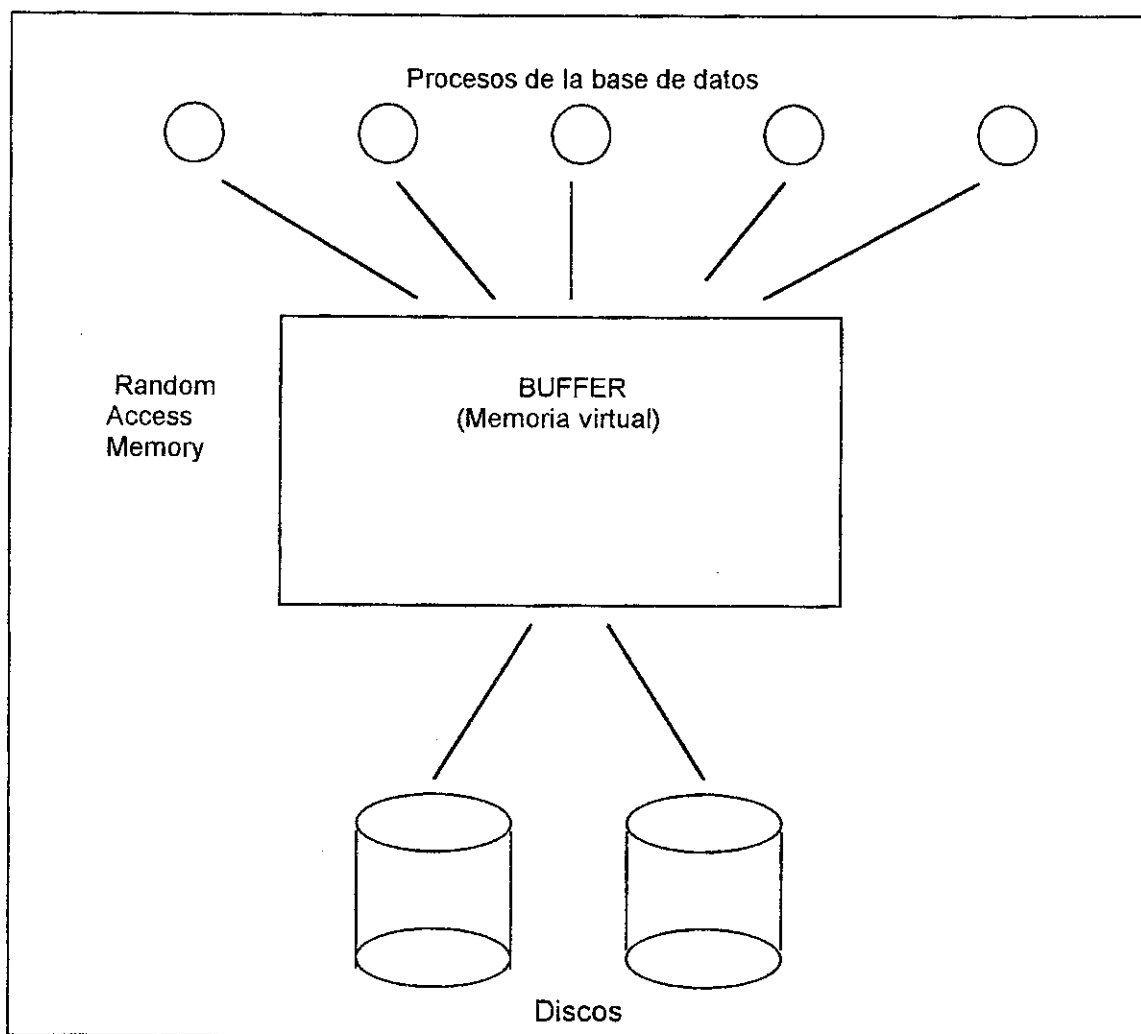 Procesos de la base de datos
Random
Access
Memory
BUFFER
(Memoria virtual)
Discos